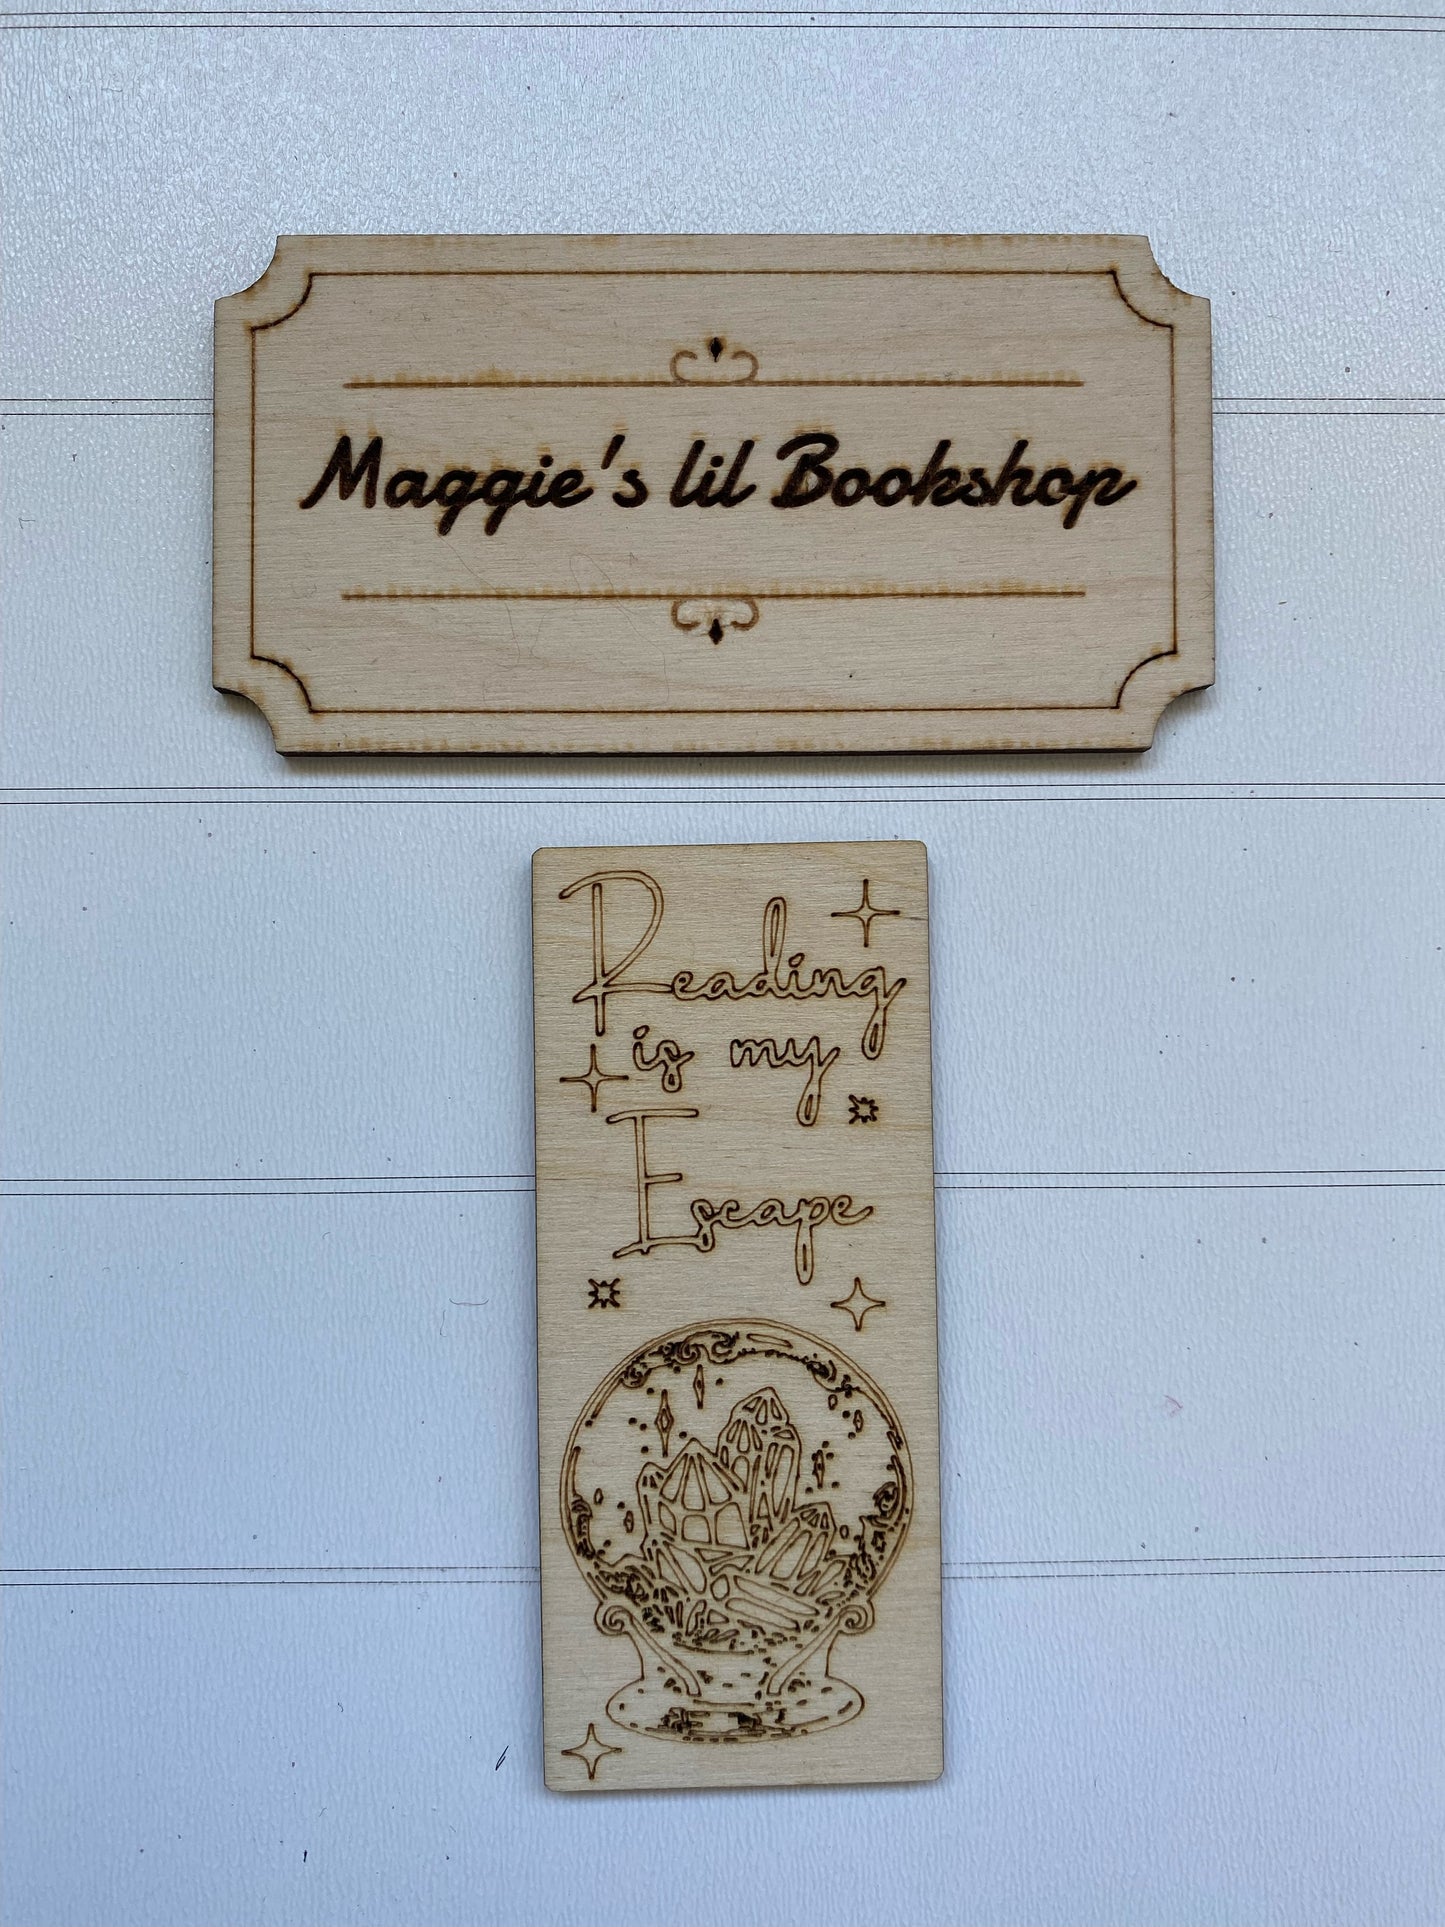 Maggie's lil Bookshop
Reading
is my
Escape